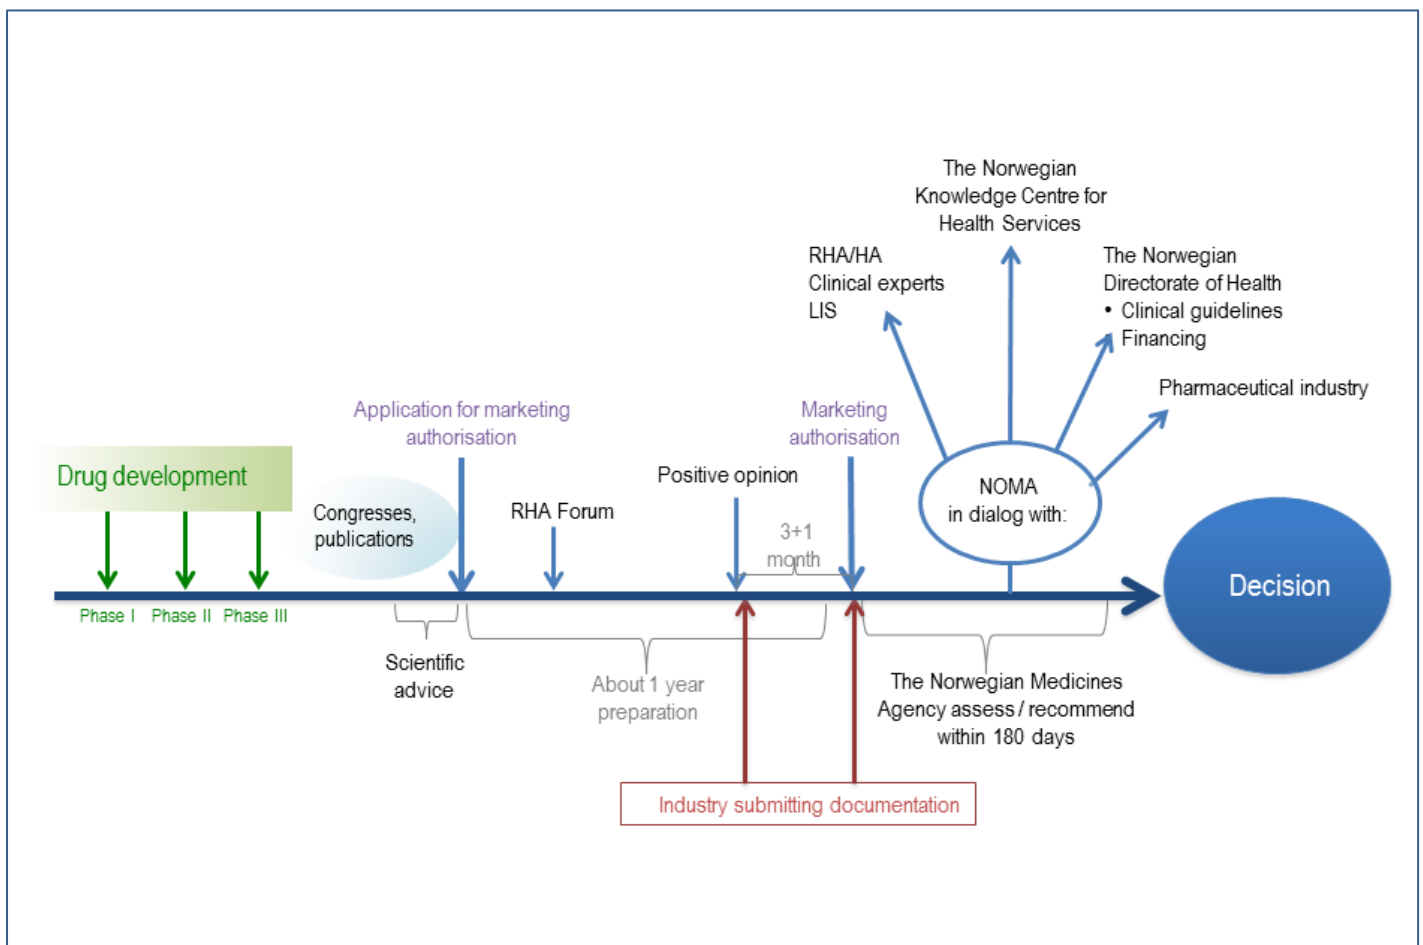 The Norwegian
Knowledge Centre for
Health Services
RHA/HA
Clinical experts
LIS
The Norwegian
Directorate of Health
• Clinical guidelines
Financing
Pharmaceutical industry
Application for marketing
authorisation
Marketing
authorisation
Drug development
Positive opinion
NOMA
in dialog with:
Congresses,
publications
RHA Forum
3+1
month
Decision
Phase I
Phase II
Phase III
Scientific
advice
About 1 year
preparation
The Norwegian Medicines
Agency assess / recommend
within 180 days
Industry submitting documentation